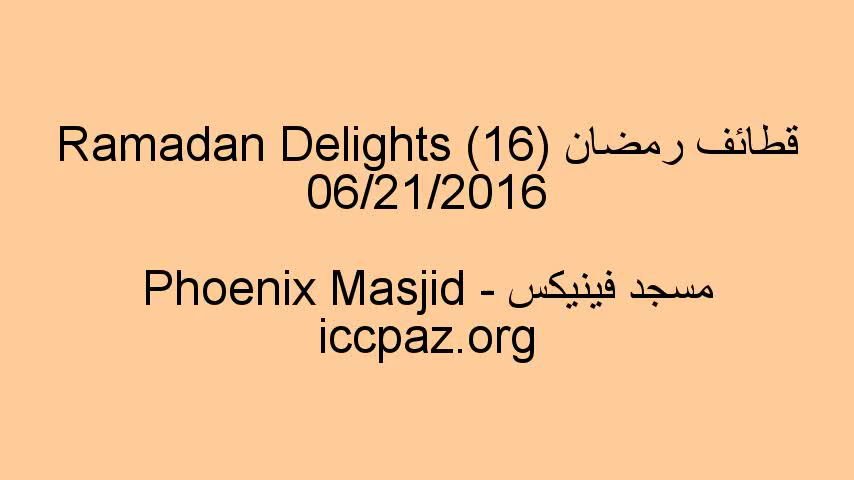 Ramadan Delights (16) قطائف رمضان
06/21/2016
Phoenix Masjid - مسجد فينيكس
iccpaz.org